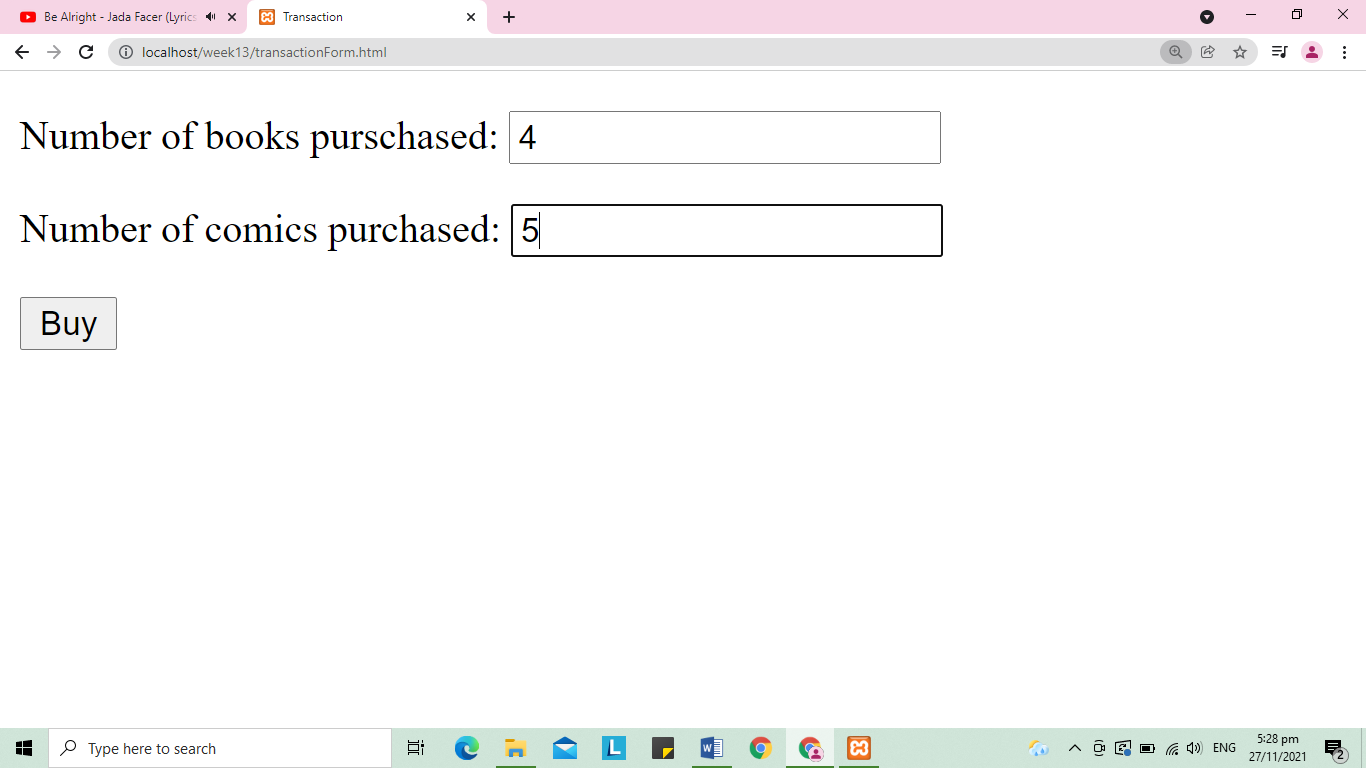 Be Alright - Jada Facer (Lyrics
Transaction
localhost/week13/transactionForm.html
Number of books purschased: 4
Number of comics purchased: 5
Buy
Type here to search
L
W
ENG
5:28 pm
27/11/2021
2